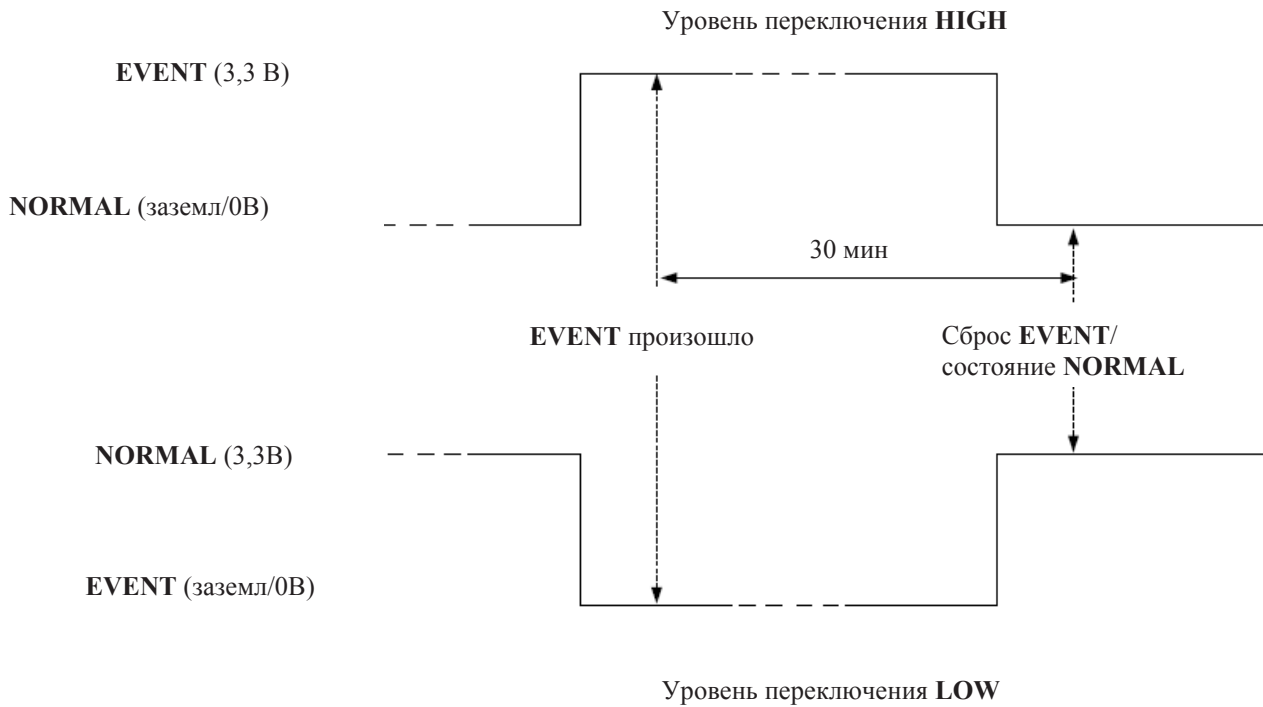 Уровень переключения HIGH
EVENT (3,3 В)
NORMAL (заземл/0В)
30 мин
EVENT произошло
Сброс EVENT/
состояние NORMAL
NORMAL (3,3В)
EVENT (заземл/0В)
Уровень переключения LOW